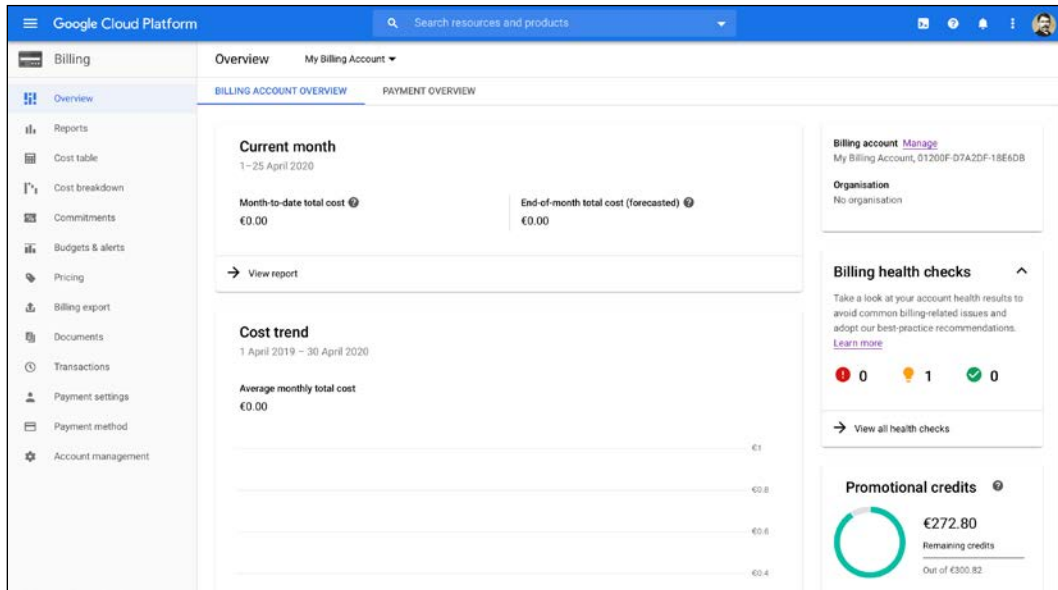 Google Cloud Platform
Search resources and products
Billing
Overview My Billing Account
Overview
Reports
Cost table
Cost breakdown
Commitments
Budgets & alerts
Pricing
Billing export
Documents
Transactions
Payment settings
Payment method
Account management
BILLING ACCOUNT OVERVIEW PAYMENT OVERVIEW
Current month
1–25 April 2020
Month-to-date total cost ?
€0.00
End-of-month total cost (forecasted) ?
€0.00
View report
Cost trend
1 April 2019 – 30 April 2020
Average monthly total cost
€0.00
€1
€0.8
€0.6
€0.4
Billing account Manage
My Billing Account, 01200F-D7A2DF-18E6DB
Organisation
No organisation
Billing health checks
Take a look at your account health results to
avoid common billing-related issues and
adopt our best-practice recommendations.
Learn more
0 1 0
View all health checks
Promotional credits ?
€272.80
Remaining credits
Out of €300.82